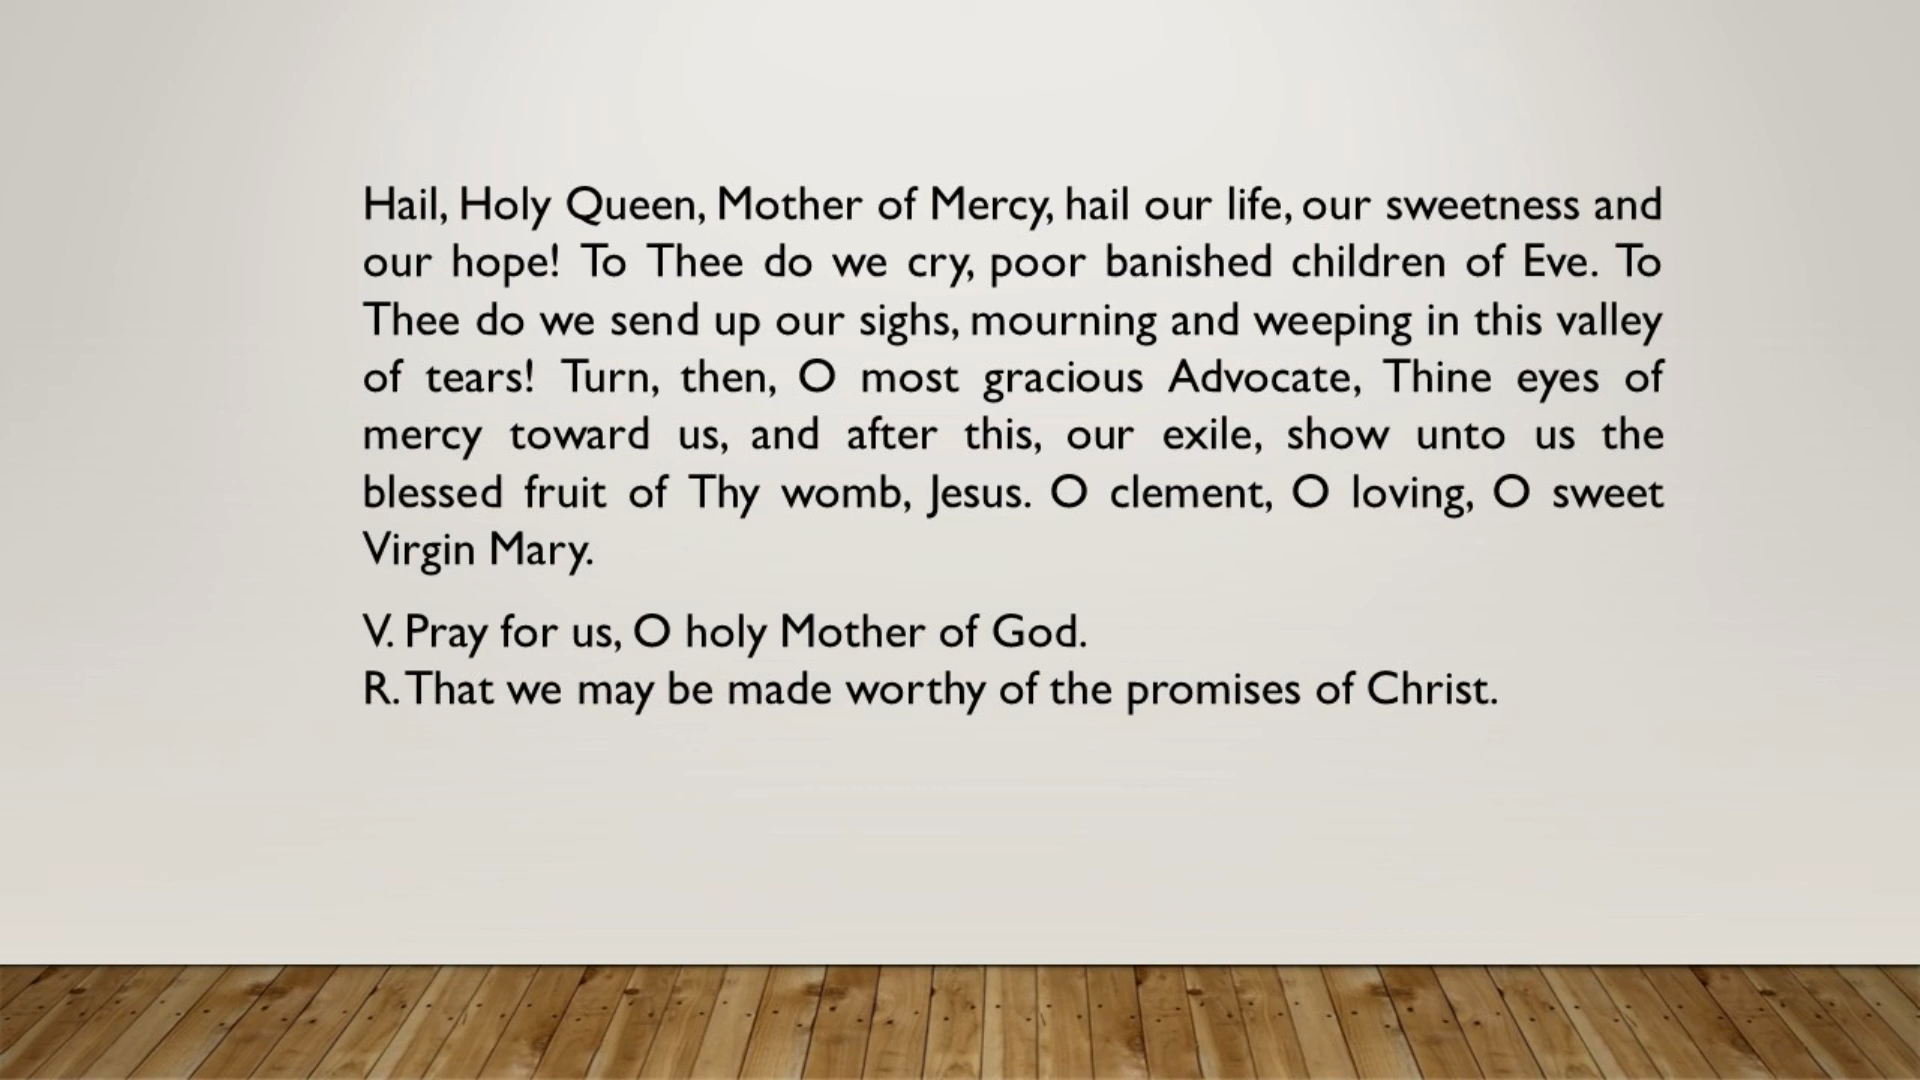 Hail, Holy Queen, Mother of Mercy, hail our life, our sweetness and
our hope! To Thee do we cry, poor banished children of Eve. To
Thee do we send up our sighs, mourning and weeping in this valley
of tears! Turn, then, O most gracious Advocate, Thine eyes of
mercy toward us, and after this, our exile, show unto us the
blessed fruit of Thy womb, Jesus. O clement, O loving, O sweet
Virgin Mary.
V. Pray for us, O holy Mother of God.
R. That we may be made worthy of the promises of Christ.